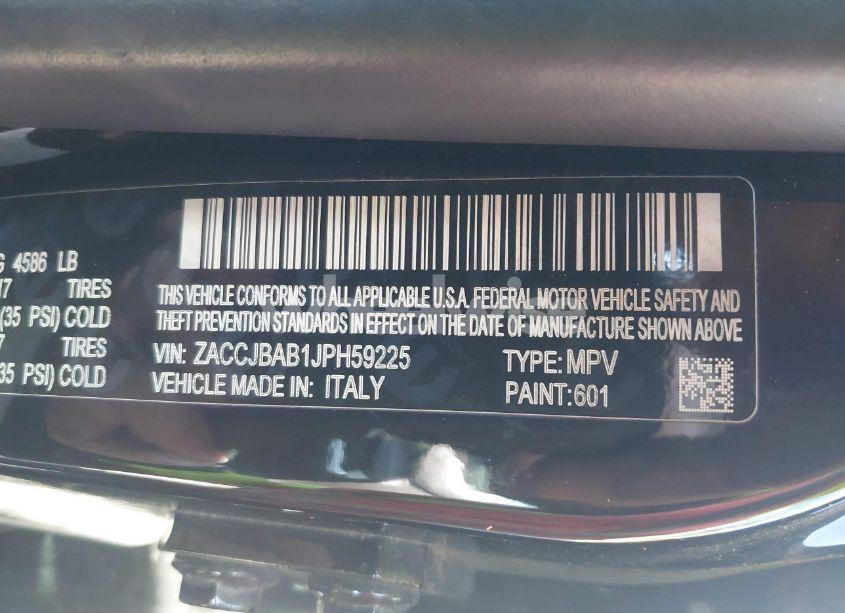 G 4586 LB
17 TIRES
(35 PSI) COLD
7 TIRES
35 PSI) COLD
THIS VEHICLE CONFORMS TO ALL APPLICABLE U.S.A. FEDERAL MOTOR VEHICLE SAFETY AND
THEFT PREVENTION STANDARDS IN EFFECT ON THE DATE OF MANUFACTURE SHOWN ABOVE
VIN: ZACCJBAB1JPH59225 TYPE: MPV
VEHICLE MADE IN: ITALY PAINT:601